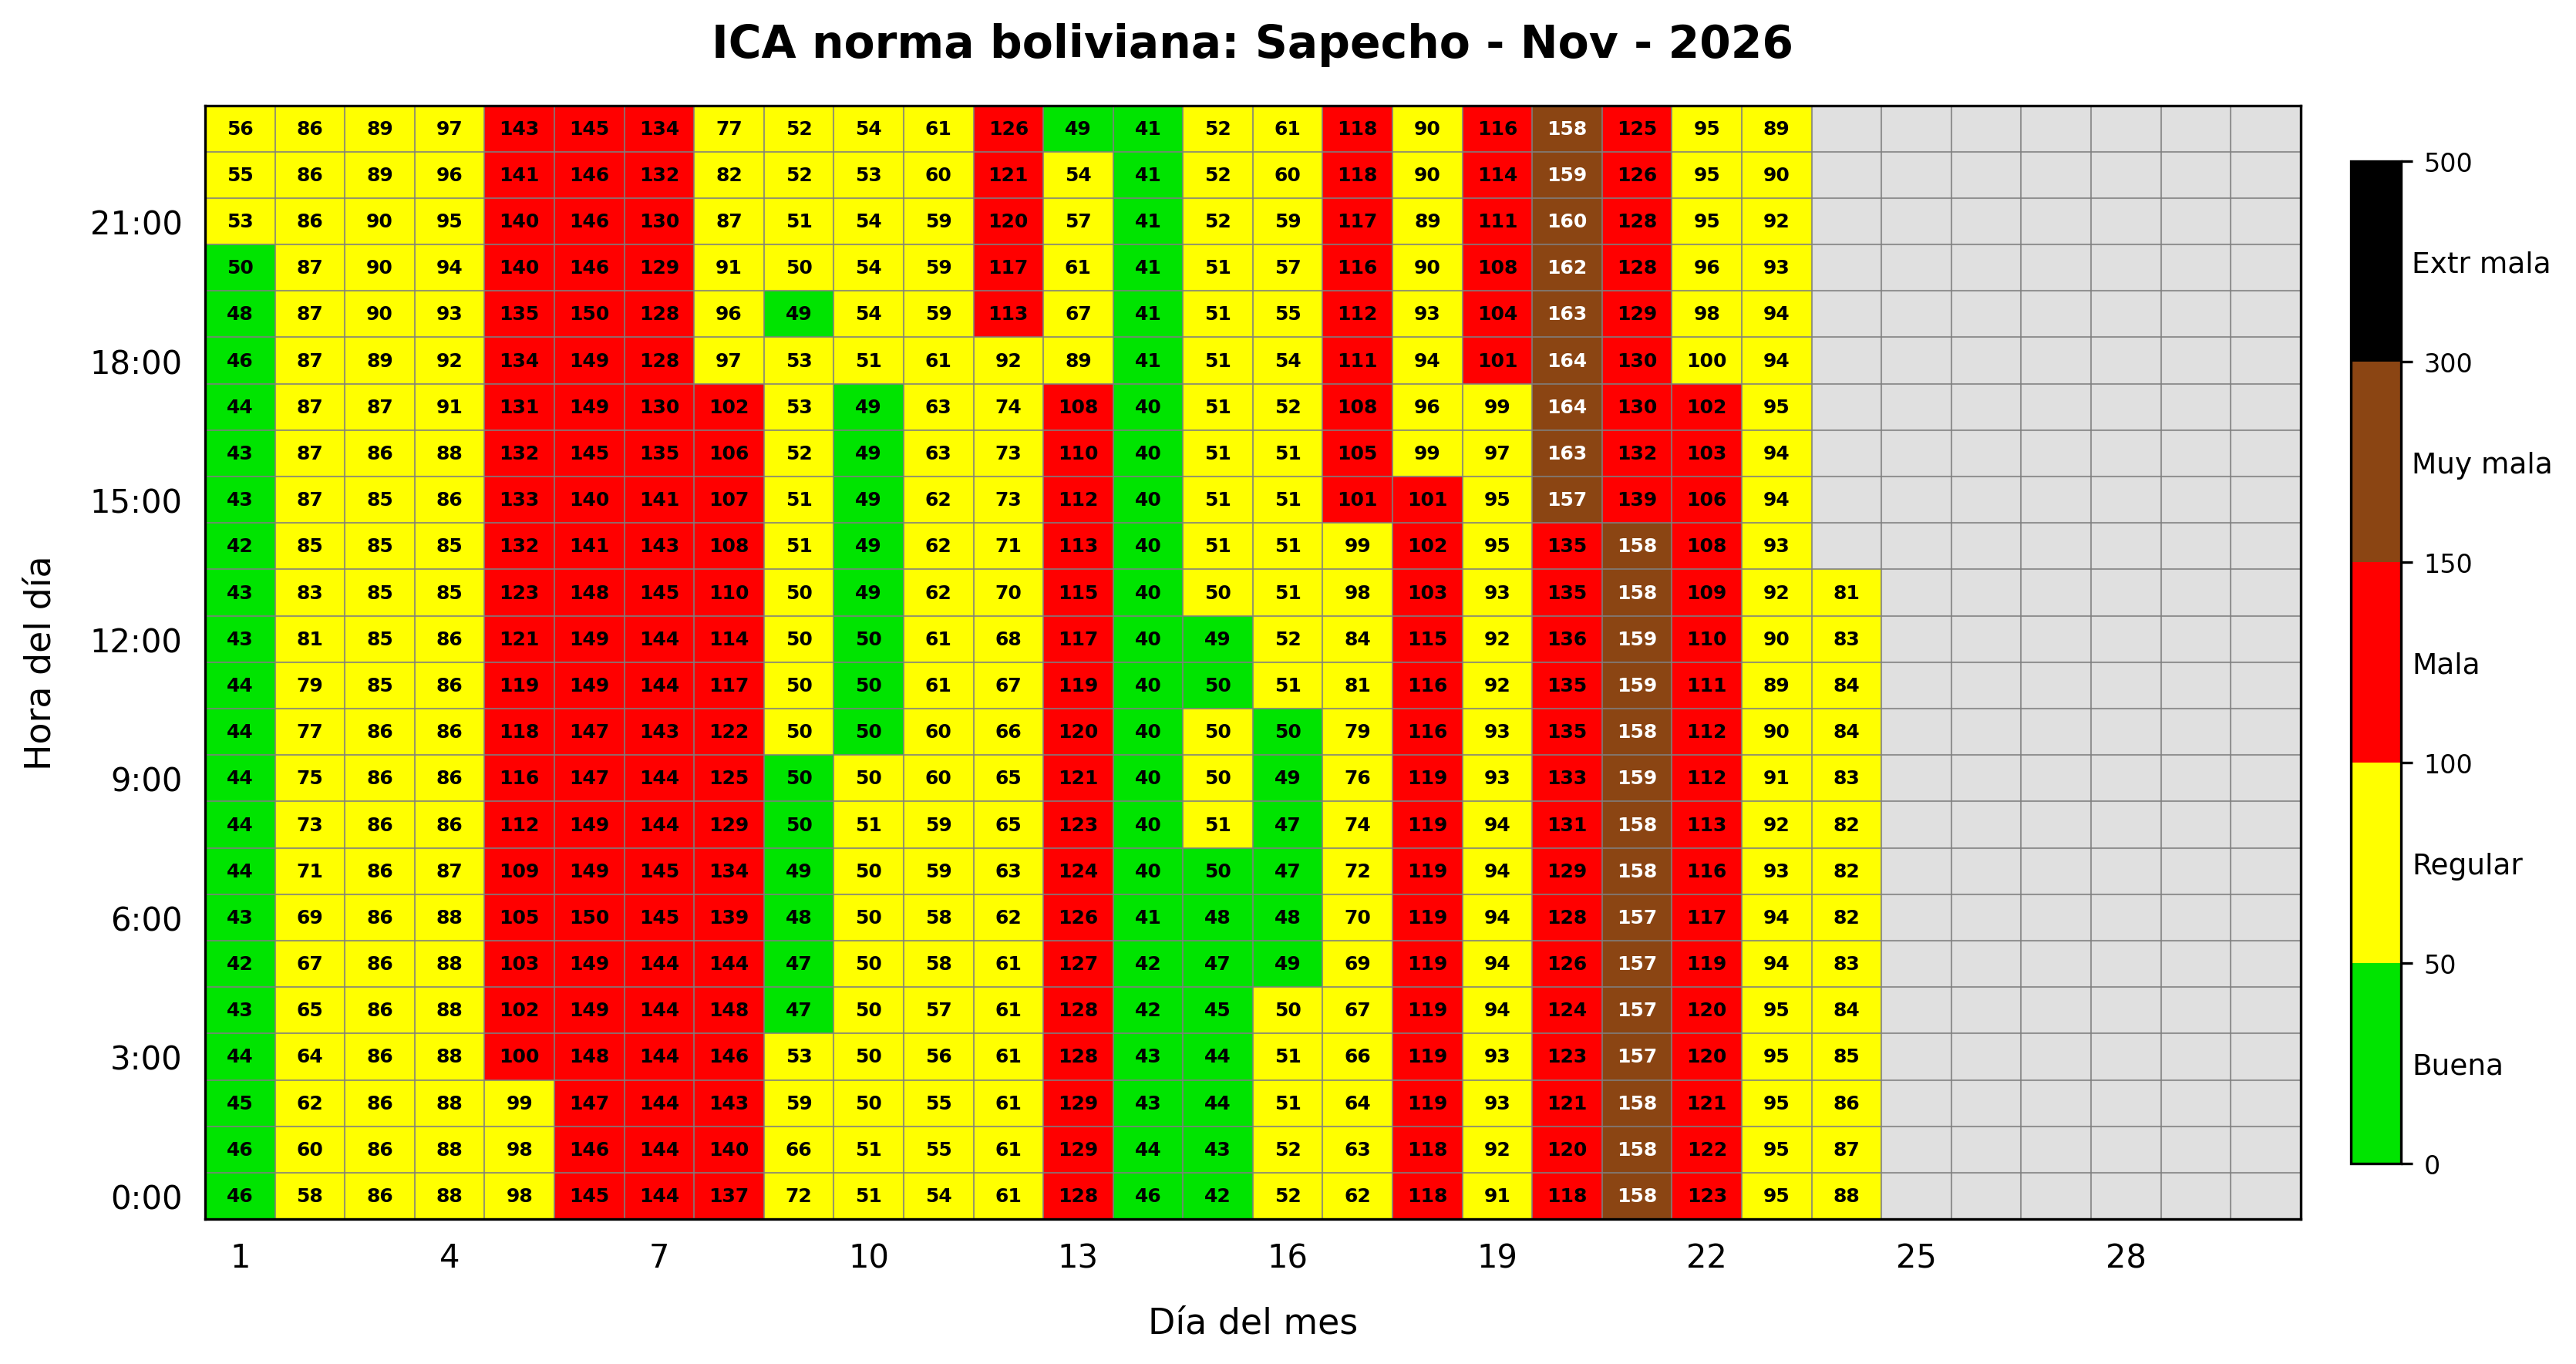 ICA norma boliviana: Sapecho - Nov - 2026
56 86 89 97 143 145 134 77 52 54 61 126 49 41 52 61 118 90 116 158 125 95 89
55 86 89 96 141 146 132 82 52 53 60 121 54 41 52 60 118 90 114 159 126 95 90
21:00 53 86 90 95 140 146 130 87 51 54 59 120 57 41 52 59 117 89 111 160 128 95 92
50 87 90 94 140 146 129 91 50 54 59 117 61 41 51 57 116 90 108 162 128 96 93
48 87 90 93 135 150 128 96 49 54 59 113 67 41 51 55 112 93 104 163 129 98 94
18:00 46 87 89 92 134 149 128 97 53 51 61 92 89 41 51 54 111 94 101 164 130 100 94
44 87 87 91 131 149 130 102 53 49 63 74 108 40 51 52 108 96 99 164 130 102 95
43 87 86 88 132 145 135 106 52 49 63 73 110 40 51 51 105 99 97 163 132 103 94
15:00 43 87 85 86 133 140 141 107 51 49 62 73 112 40 51 51 101 101 95 157 139 106 94
42 85 85 85 132 141 143 108 51 49 62 71 113 40 51 51 99 102 95 135 158 108 93
43 83 85 85 123 148 145 110 50 49 62 70 115 40 50 51 98 103 93 135 158 109 92 81
12:00 43 81 85 86 121 149 144 114 50 50 61 68 117 40 49 52 84 115 92 136 159 110 90 83
44 79 85 86 119 149 144 117 50 50 61 67 119 40 50 51 81 116 92 135 159 111 89 84
44 77 86 86 118 147 143 122 50 50 60 66 120 40 50 50 79 116 93 135 158 112 90 84
9:00 44 75 86 86 116 147 144 125 50 50 60 65 121 40 50 49 76 119 93 133 159 112 91 83
44 73 86 86 112 149 144 129 50 51 59 65 123 40 51 47 74 119 94 131 158 113 92 82
44 71 86 87 109 149 145 134 49 50 59 63 124 40 50 47 72 119 94 129 158 116 93 82
6:00 43 69 86 88 105 150 145 139 48 50 58 62 126 41 48 48 70 119 94 128 157 117 94 82
42 67 86 88 103 149 144 144 47 50 58 61 127 42 47 49 69 119 94 126 157 119 94 83
43 65 86 88 102 149 144 148 47 50 57 61 128 42 45 50 67 119 94 124 157 120 95 84
3:00 44 64 86 88 100 148 144 146 53 50 56 61 128 43 44 51 66 119 93 123 157 120 95 85
45 62 86 88 99 147 144 143 59 50 55 61 129 43 44 51 64 119 93 121 158 121 95 86
46 60 86 88 98 146 144 140 66 51 55 61 129 44 43 52 63 118 92 120 158 122 95 87
0:00 46 58 86 88 98 145 144 137 72 51 54 61 128 46 42 52 62 118 91 118 158 123 95 88
1 4 7 10 13 16 19 22 25 28
Día del mes
Hora del día
500
Extr mala
300
Muy mala
150
Mala
100
Regular
50
Buena
0